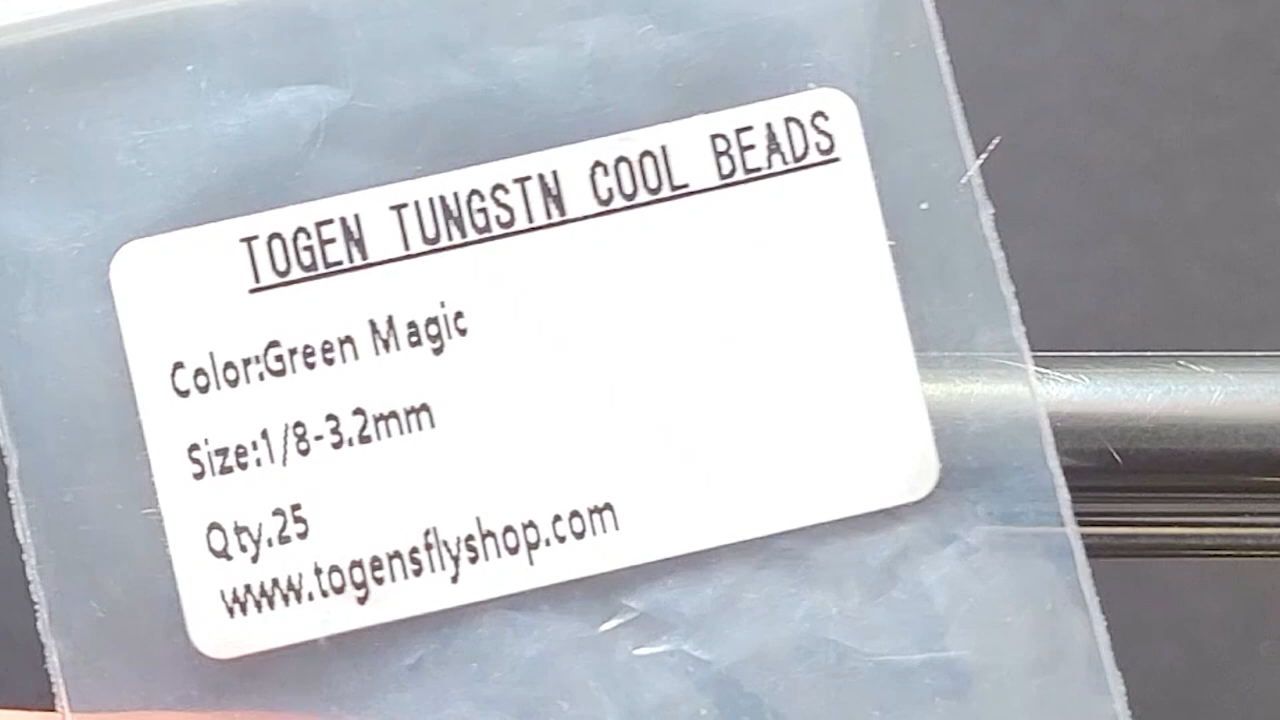 TOGEN TUNGSTN COOL BEADS
Color:Green Magic
Size:1/8-3.2mm
Qty.25
www.togensflyshop.com